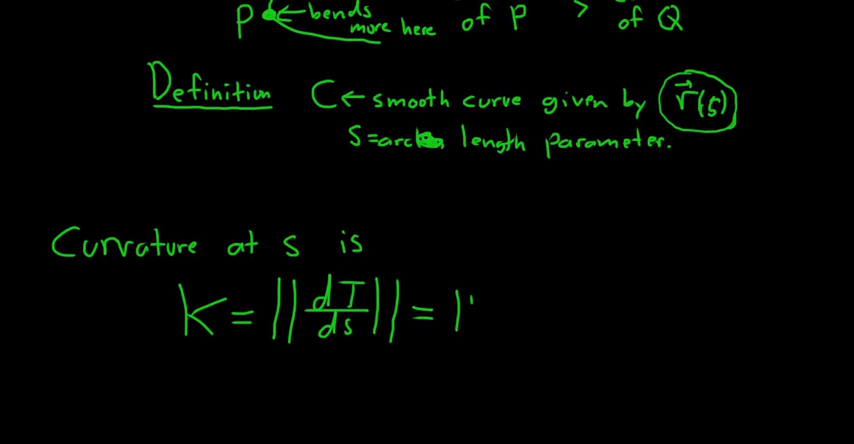 P ← bends more here of P > of Q
Definition C ← smooth curve given by r⃗(s)
s = arc length parameter.
Curvature at s is
K = ||dT/ds|| = |'